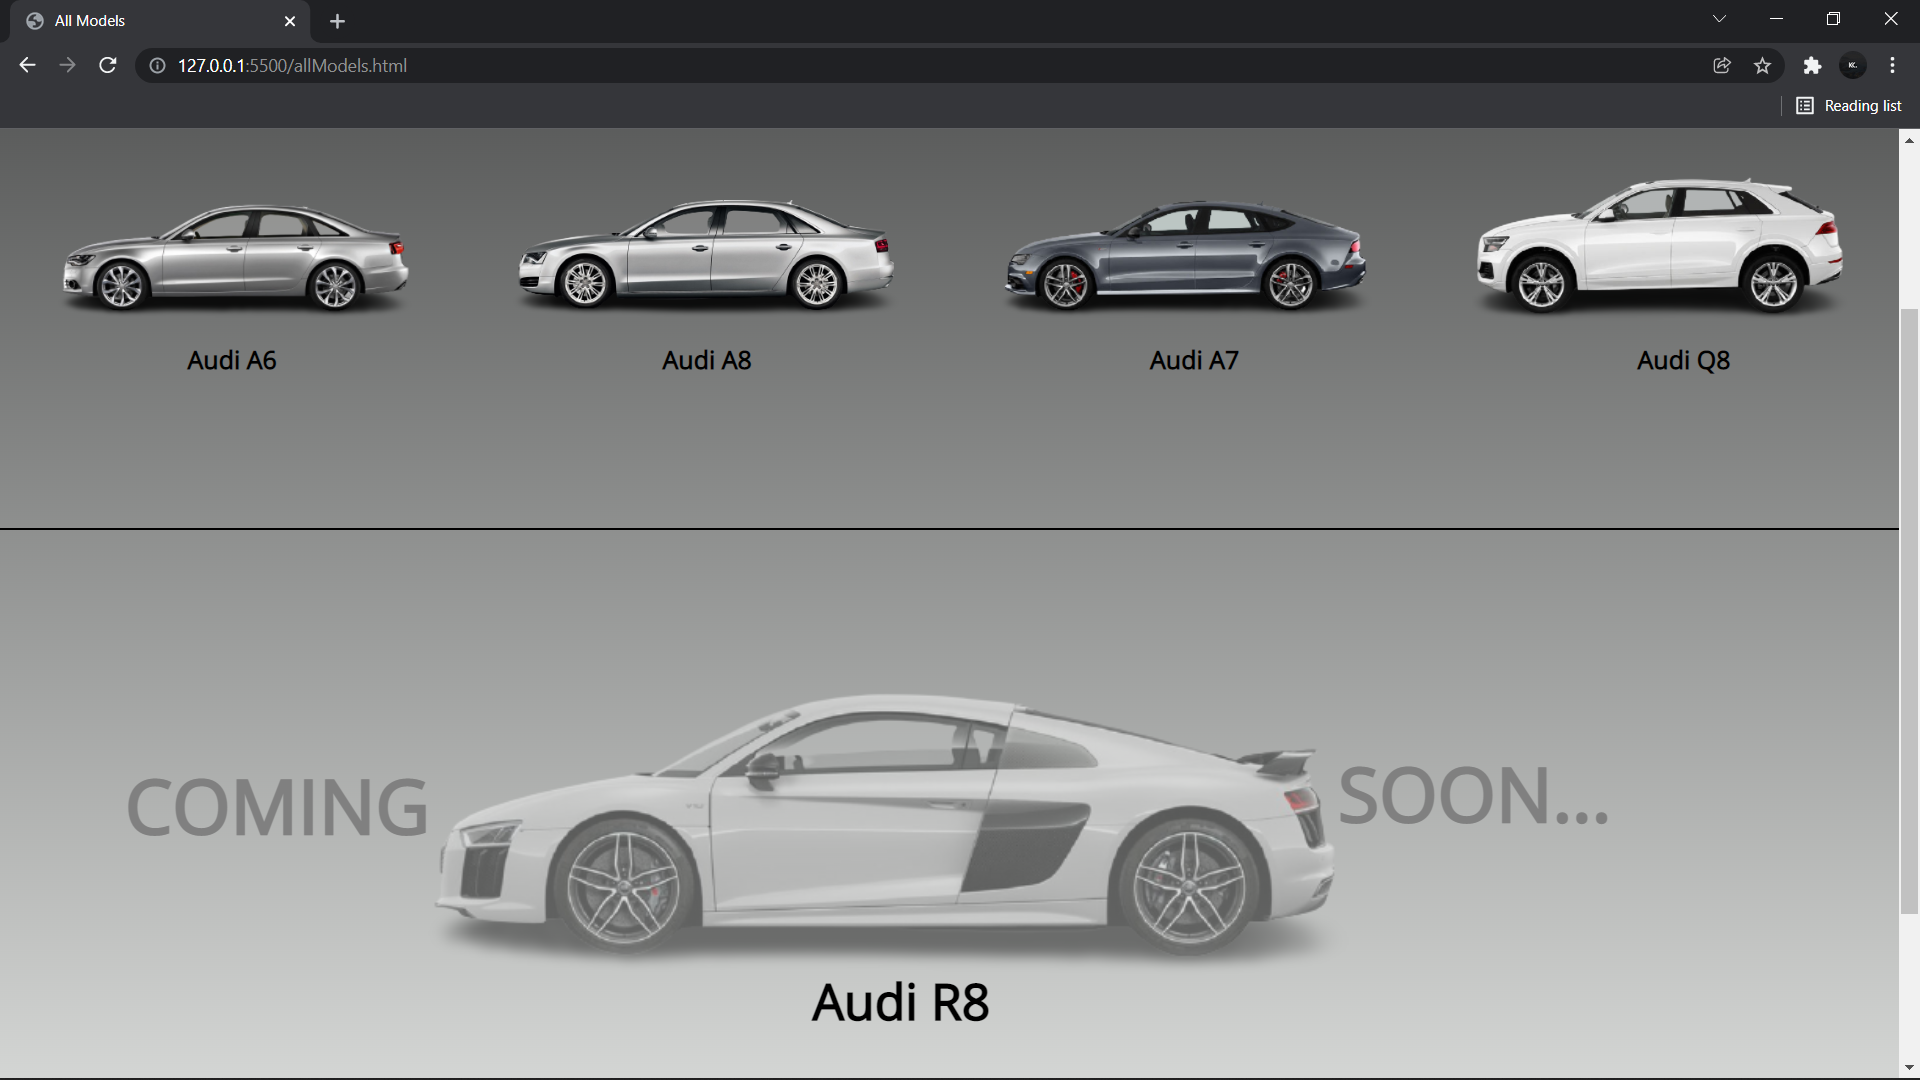 All Models
127.0.0.1:5500/allModels.html
KC.
Reading list
Audi A6
Audi A8
Audi A7
Audi Q8
COMING
SOON...
Audi R8